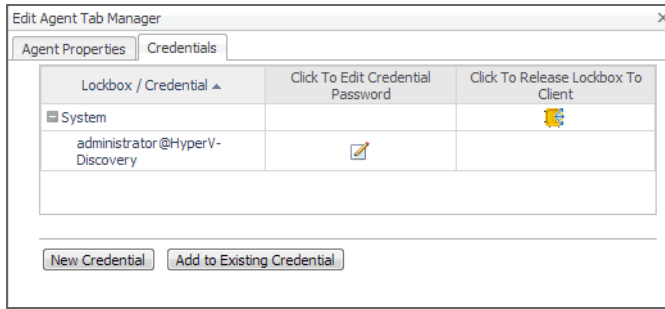 Edit Agent Tab Manager
Agent Properties
Credentials
Lockbox / Credential
Click To Edit Credential
Password
Click To Release Lockbox To
Client
System
administrator@HyperV-
Discovery
New Credential
Add to Existing Credential